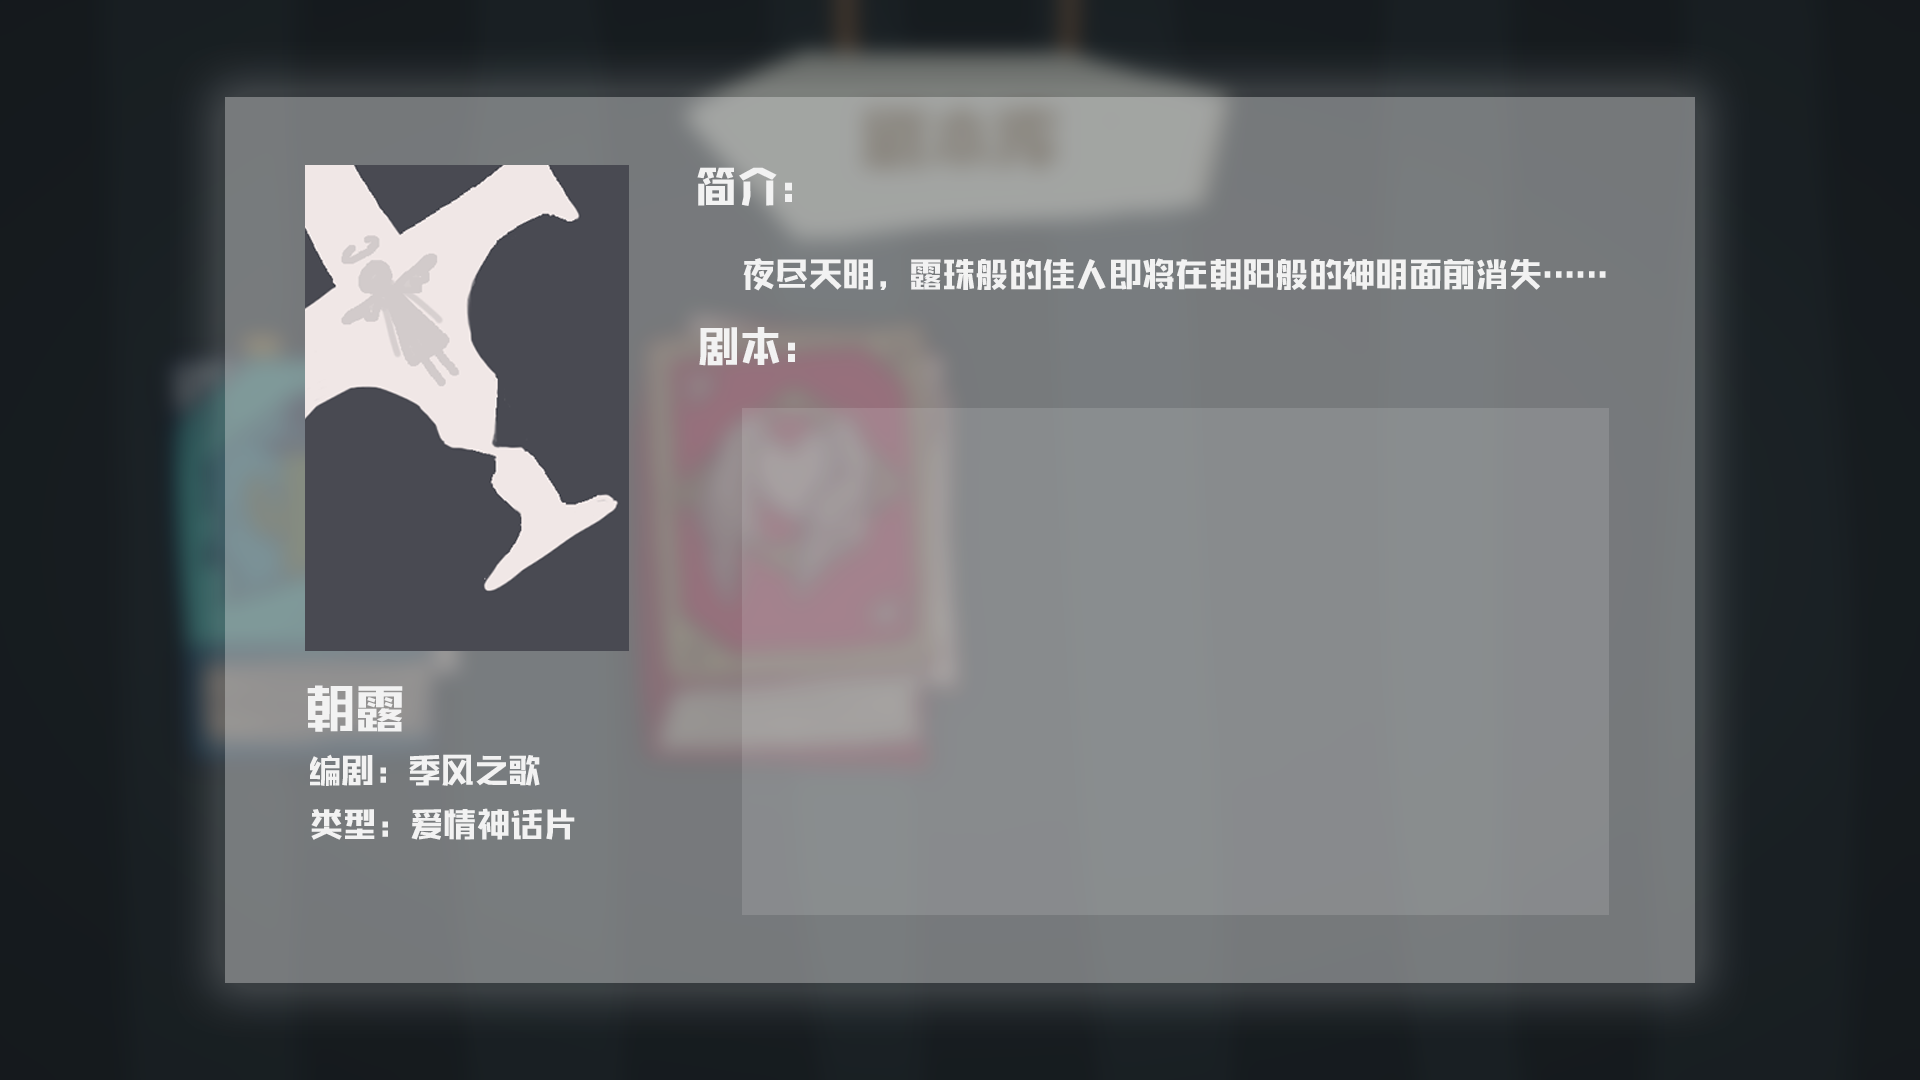 简介：
夜尽天明，露珠般的佳人即将在朝阳般的神明面前消失……
剧本：
朝露
编剧：季风之歌
类型：爱情神话片